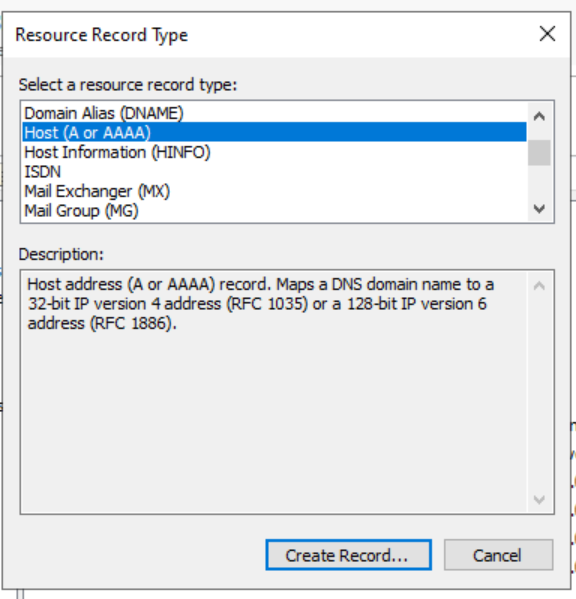 Resource Record Type
Select a resource record type:
Domain Alias (DNAME)
Host (A or AAAA)
Host Information (HINFO)
ISDN
Mail Exchanger (MX)
Mail Group (MG)
Description:
Host address (A or AAAA) record. Maps a DNS domain name to a
32-bit IP version 4 address (RFC 1035) or a 128-bit IP version 6
address (RFC 1886).
Create Record...
Cancel